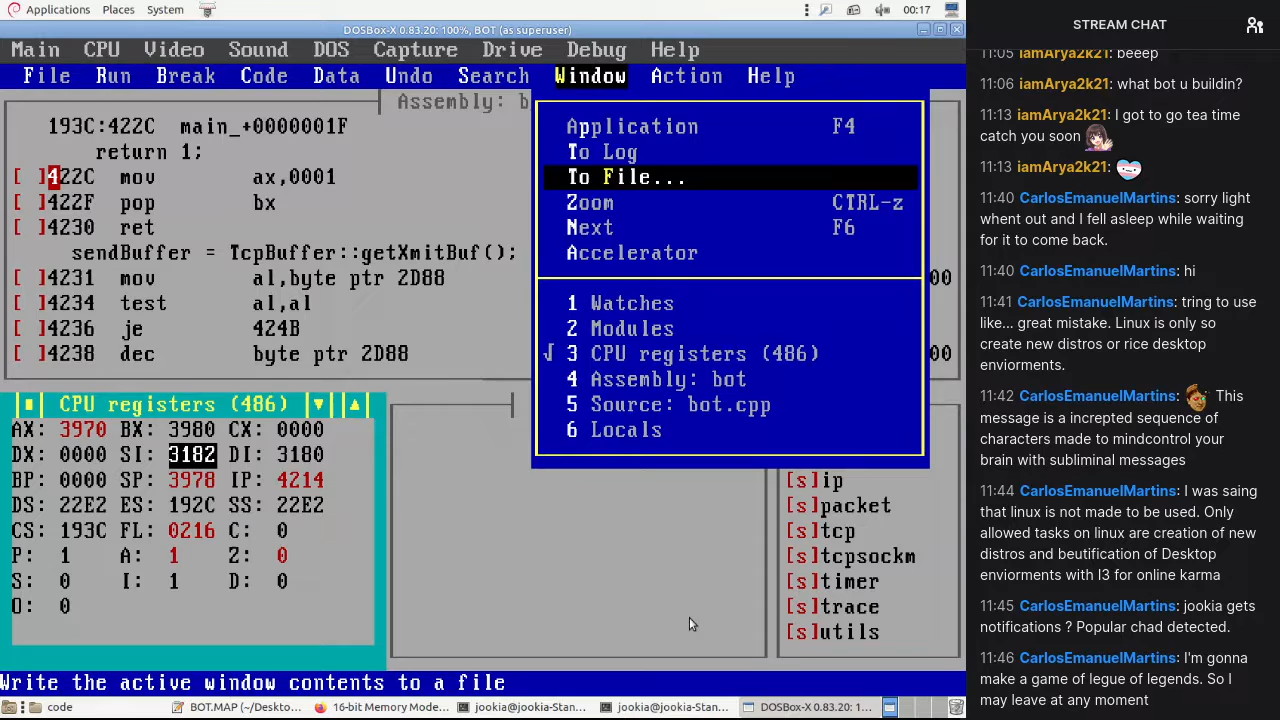 Applications Places System
00:17
DOSBox-X 0.83.20: 100%, BOT (as superuser)
Main CPU Video Sound DOS Capture Drive Debug Help
File Run Break Code Data Undo Search Window Action Help
Assembly: b
193C:422C main_+0000001F
return 1;
[ ]422C mov ax,0001
[ ]422F pop bx
[ ]4230 ret
sendBuffer = TcpBuffer::getXmitBuf();
[ ]4231 mov al,byte ptr 2D88
[ ]4234 test al,al
[ ]4236 je 424B
[ ]4238 dec byte ptr 2D88
00
00
Application F4
To Log
To File...
Zoom CTRL-z
Next F6
Accelerator
1 Watches
2 Modules
√ 3 CPU registers (486)
4 Assembly: bot
5 Source: bot.cpp
6 Locals
CPU registers (486)
AX: 3970 BX: 3980 CX: 0000
DX: 0000 SI: 3182 DI: 3180
BP: 0000 SP: 3978 IP: 4214
DS: 22E2 ES: 192C SS: 22E2
CS: 193C FL: 0216 C: 0
P: 1 A: 1 Z: 0
S: 0 I: 1 D: 0
O: 0
[s]ip
[s]packet
[s]tcp
[s]tcpsockm
[s]timer
[s]trace
[s]utils
Write the active window contents to a file
code
BOT.MAP (~/Deskto...
16-bit Memory Mode...
jookia@jookia-Stan...
jookia@jookia-Stan...
DOSBox-X 0.83.20: 1...
STREAM CHAT
11:05 iamArya2k21: beeep
11:06 iamArya2k21: what bot u buildin?
11:13 iamArya2k21: I got to go tea time
catch you soon
11:13 iamArya2k21:
11:40 CarlosEmanuelMartins: sorry light
whent out and I fell asleep while waiting
for it to come back.
11:40 CarlosEmanuelMartins: hi
11:41 CarlosEmanuelMartins: tring to use
like... great mistake. Linux is only so
create new distros or rice desktop
enviorments.
11:42 CarlosEmanuelMartins: This
message is a increpted sequence of
characters made to mindcontrol your
brain with subliminal messages
11:44 CarlosEmanuelMartins: I was saing
that linux is not made to be used. Only
allowed tasks on linux are creation of new
distros and beutification of Desktop
enviorments with I3 for online karma
11:45 CarlosEmanuelMartins: jookia gets
notifications ? Popular chad detected.
11:46 CarlosEmanuelMartins: I'm gonna
make a game of legue of legends. So I
may leave at any moment